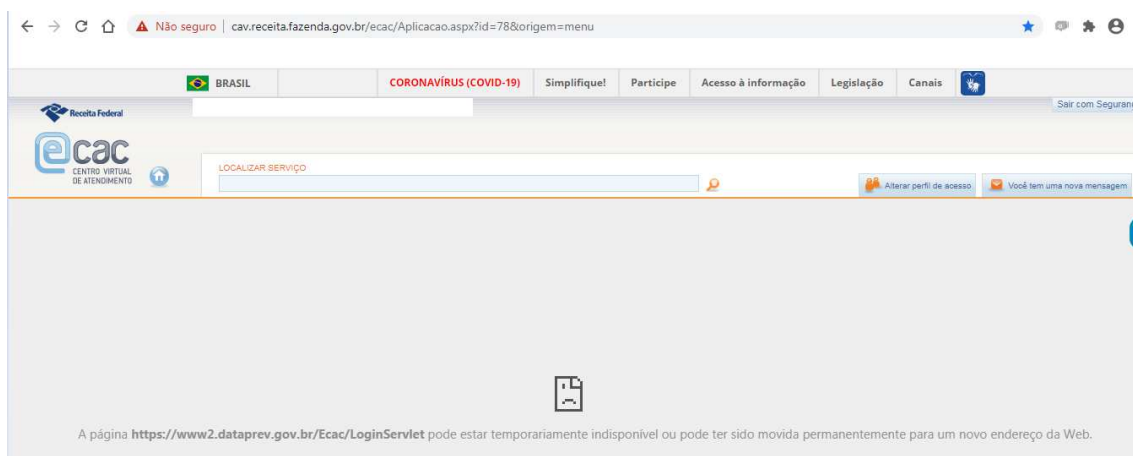 Não seguro cav.receita.fazenda.gov.br/ecac/Aplicacao.aspx?id=78&origem=menu
BRASIL CORONAVÍRUS (COVID-19) Simplifique! Participe Acesso à informação Legislação Canais
Receita Federal
Sair com Seguran
ecac
CENTRO VIRTUAL
DE ATENDIMENTO
LOCALIZAR SERVIÇO
Alterar perfil de acesso Você tem uma nova mensagem
A página https://www2.dataprev.gov.br/Ecac/LoginServlet pode estar temporariamente indisponível ou pode ter sido movida permanentemente para um novo endereço da Web.